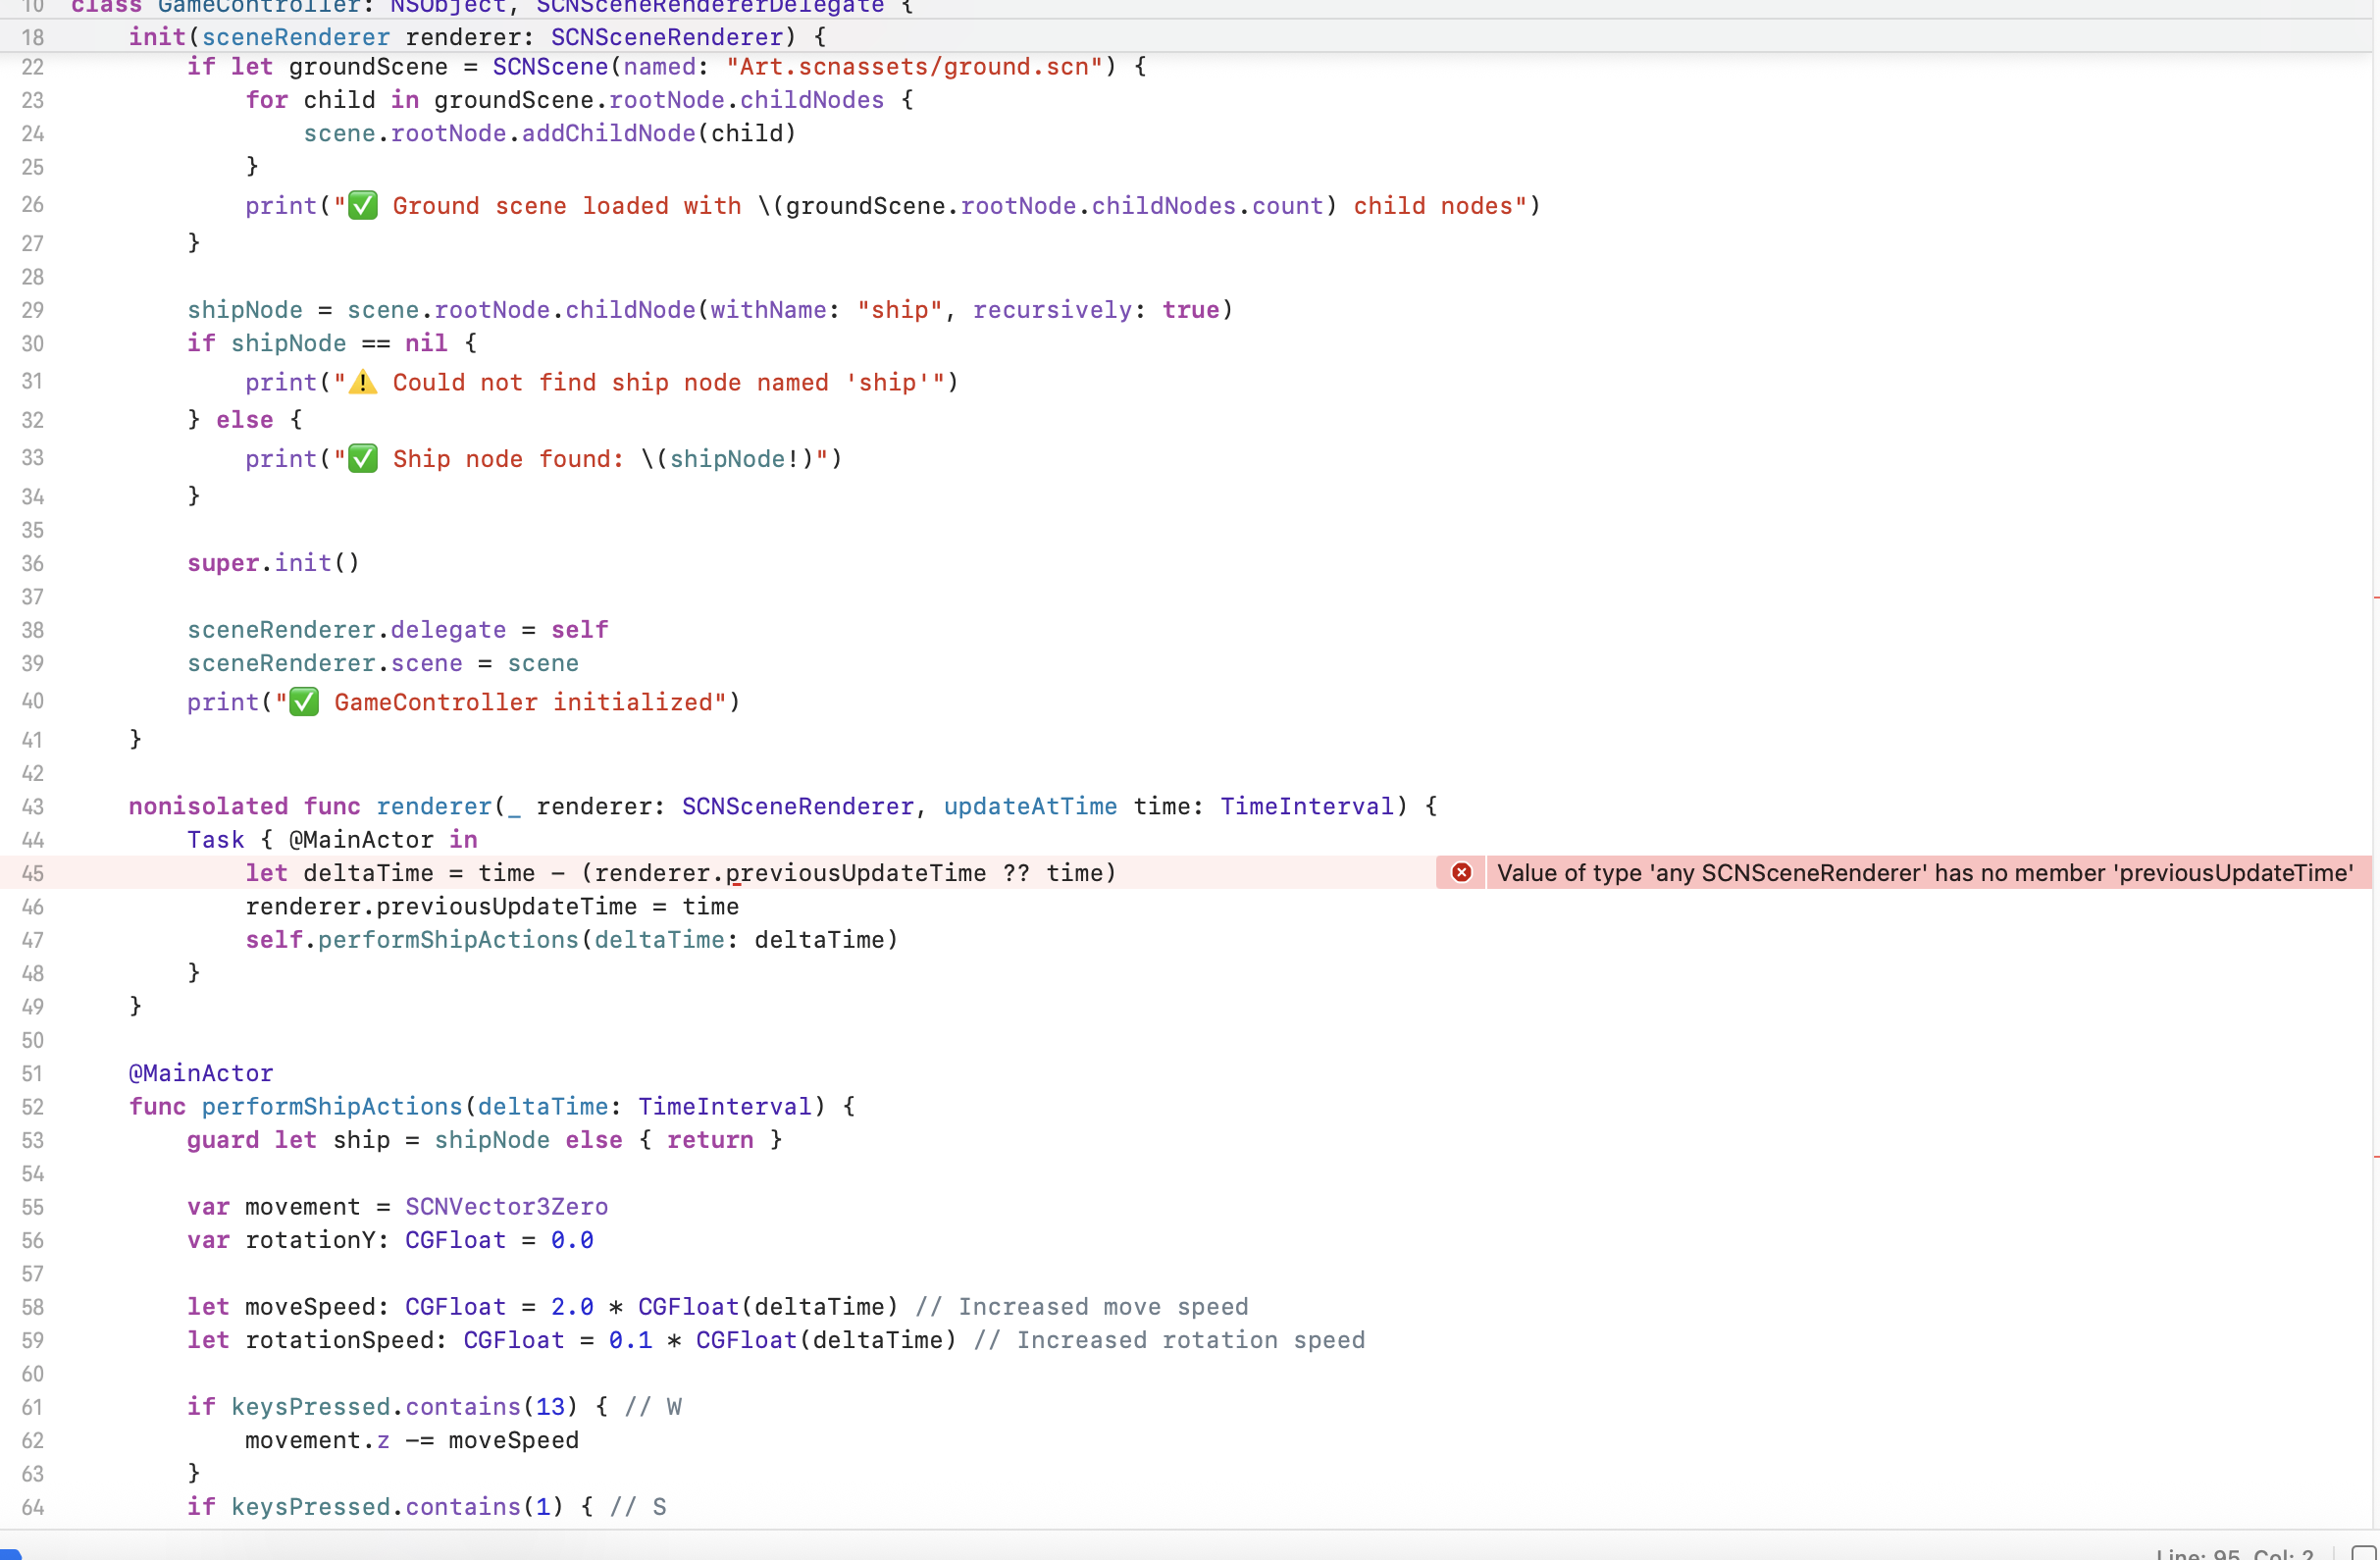 10 class GameController: NSObject, SCNSceneRendererDelegate {
18     init(sceneRenderer renderer: SCNSceneRenderer) {
22         if let groundScene = SCNScene(named: "Art.scnassets/ground.scn") {
23             for child in groundScene.rootNode.childNodes {
24                 scene.rootNode.addChildNode(child)
25             }
26             print("✅ Ground scene loaded with \(groundScene.rootNode.childNodes.count) child nodes")
27         }
28
29         shipNode = scene.rootNode.childNode(withName: "ship", recursively: true)
30         if shipNode == nil {
31             print("⚠️ Could not find ship node named 'ship'")
32         } else {
33             print("✅ Ship node found: \(shipNode!)")
34         }
35
36         super.init()
37
38         sceneRenderer.delegate = self
39         sceneRenderer.scene = scene
40         print("✅ GameController initialized")
41     }
42
43     nonisolated func renderer(_ renderer: SCNSceneRenderer, updateAtTime time: TimeInterval) {
44         Task { @MainActor in
45             let deltaTime = time - (renderer.previousUpdateTime ?? time) Value of type 'any SCNSceneRenderer' has no member 'previousUpdateTime'
46             renderer.previousUpdateTime = time
47             self.performShipActions(deltaTime: deltaTime)
48         }
49     }
50
51     @MainActor
52     func performShipActions(deltaTime: TimeInterval) {
53         guard let ship = shipNode else { return }
54
55         var movement = SCNVector3Zero
56         var rotationY: CGFloat = 0.0
57
58         let moveSpeed: CGFloat = 2.0 * CGFloat(deltaTime) // Increased move speed
59         let rotationSpeed: CGFloat = 0.1 * CGFloat(deltaTime) // Increased rotation speed
60
61         if keysPressed.contains(13) { // W
62             movement.z -= moveSpeed
63         }
64         if keysPressed.contains(1) { // S
Line: 95 Col: 2